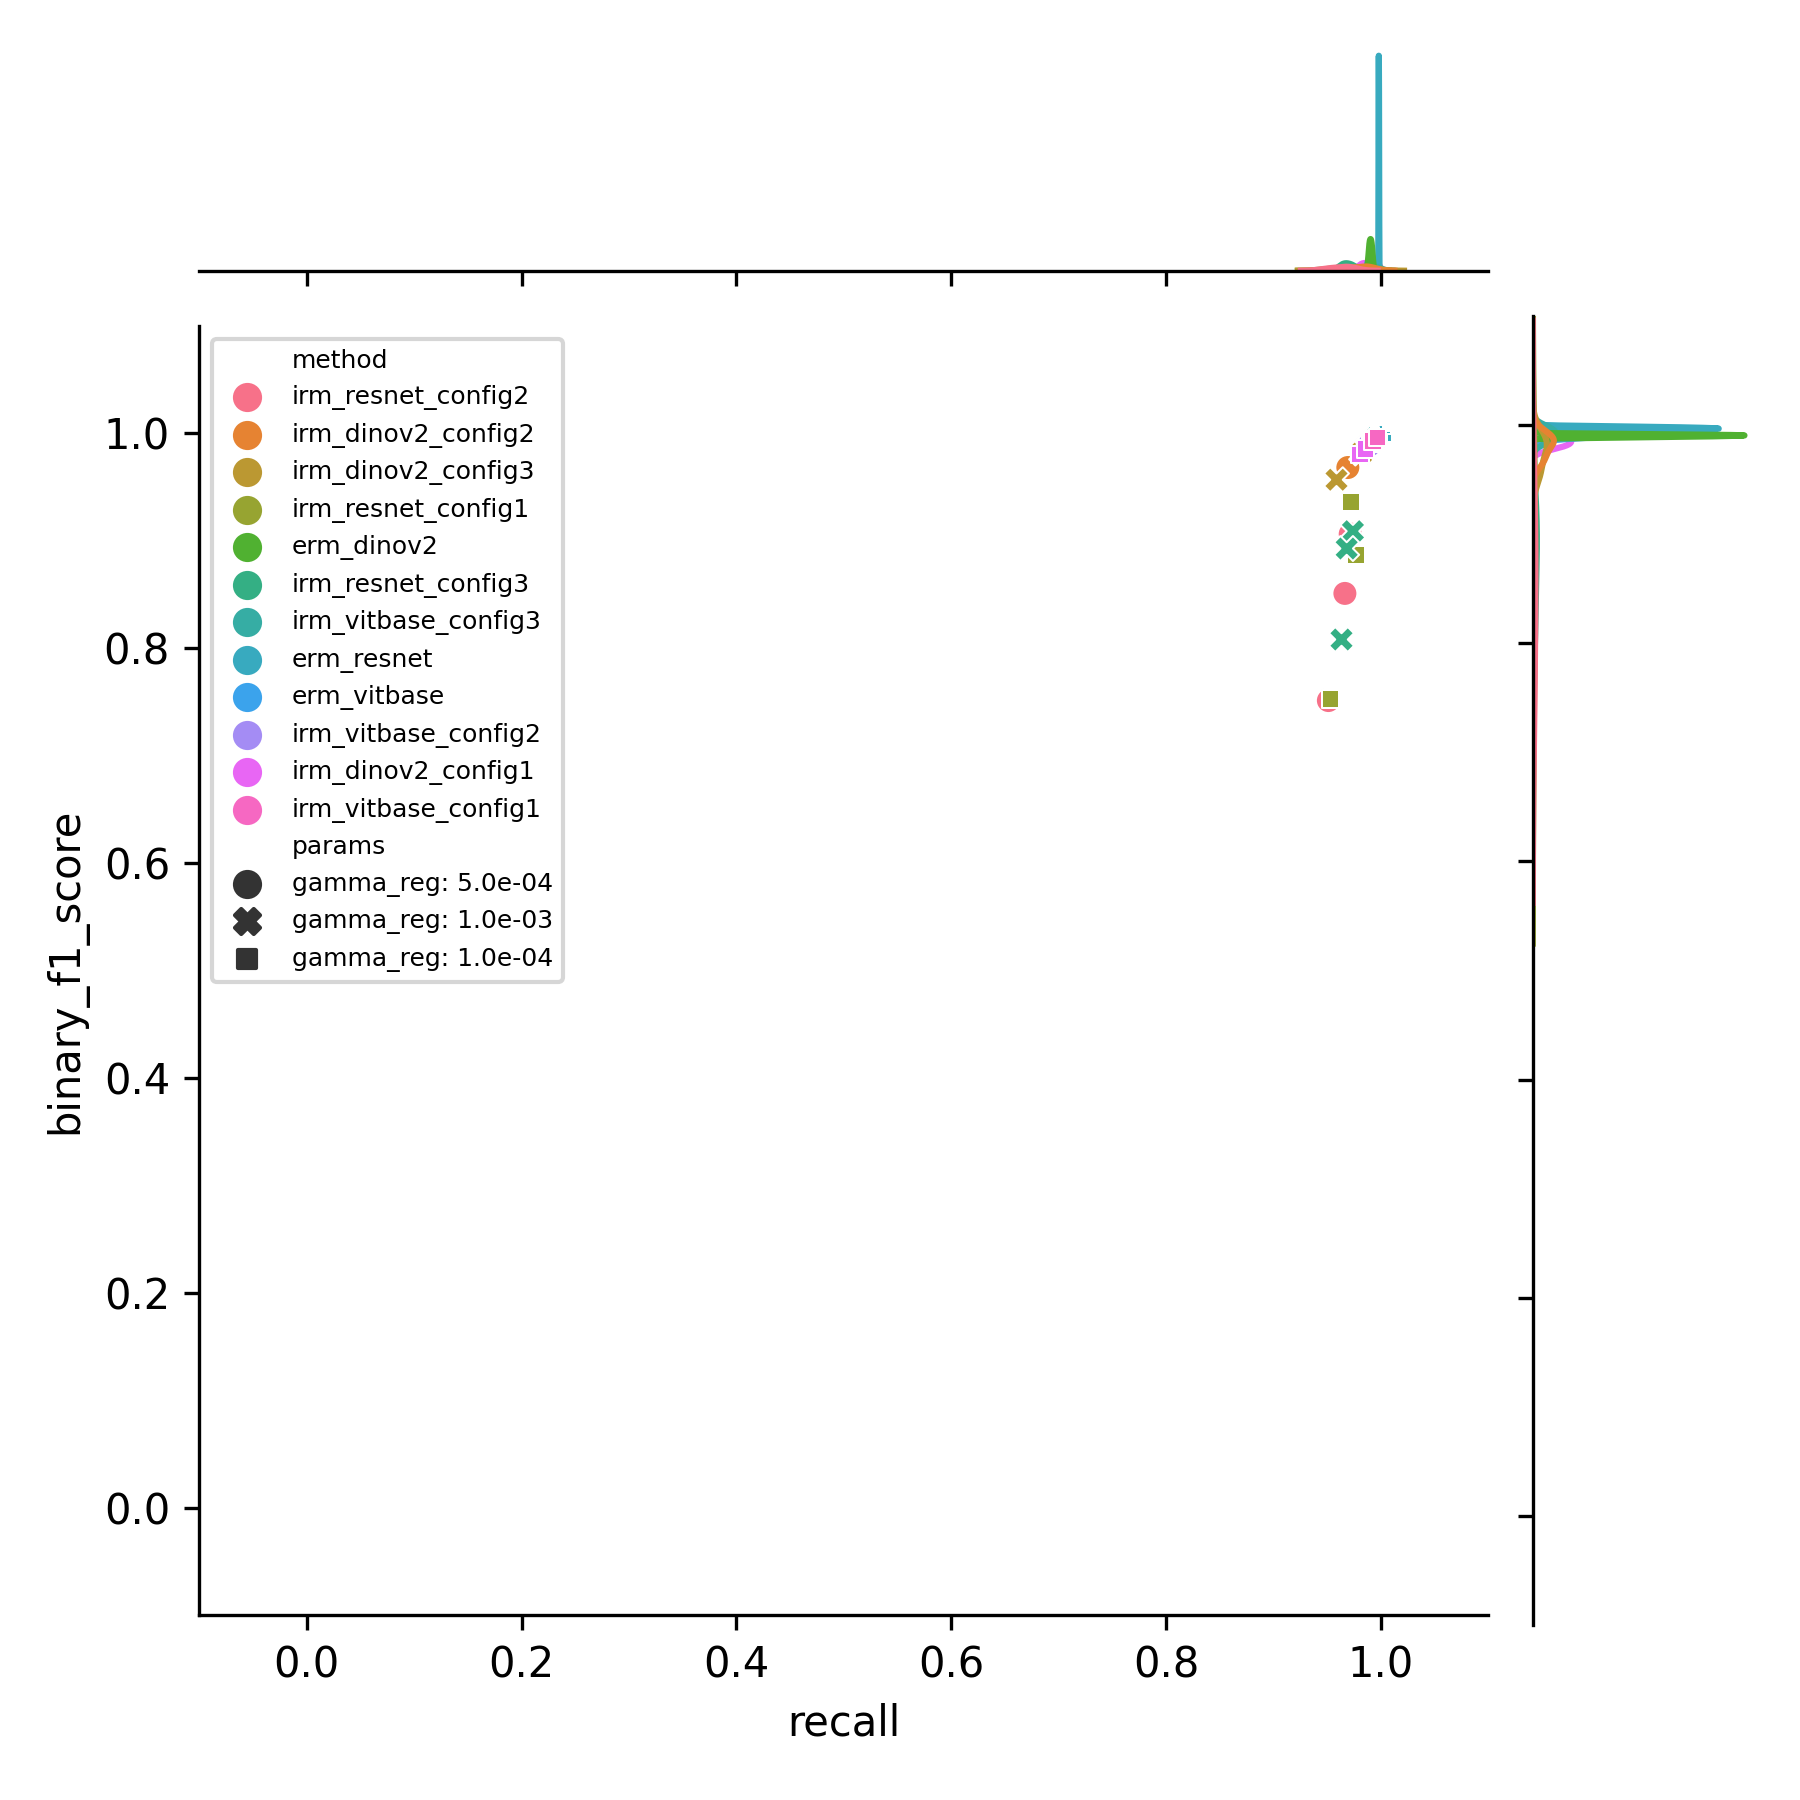 method
irm_resnet_config2
irm_dinov2_config2
irm_dinov2_config3
irm_resnet_config1
erm_dinov2
irm_resnet_config3
irm_vitbase_config3
erm_resnet
erm_vitbase
irm_vitbase_config2
irm_dinov2_config1
irm_vitbase_config1
params
gamma_reg: 5.0e-04
gamma_reg: 1.0e-03
gamma_reg: 1.0e-04
binary_f1_score
1.0
0.8
0.6
0.4
0.2
0.0
0.0 0.2 0.4 0.6 0.8 1.0
recall